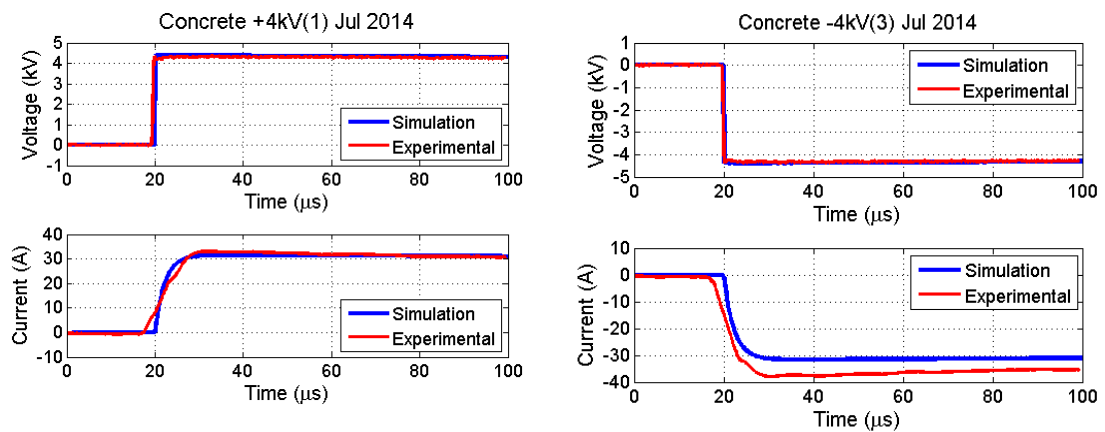 Concrete +4kV(1) Jul 2014
5
4
3
2
1
0
-1
Voltage (kV)
Simulation
Experimental
0 20 40 60 80 100
Time (μs)
40
30
20
10
0
-10
Current (A)
Simulation
Experimental
0 20 40 60 80 100
Time (μs)
Concrete -4kV(3) Jul 2014
1
0
-1
-2
-3
-4
-5
Voltage (kV)
Simulation
Experimental
0 20 40 60 80 100
Time (μs)
10
0
-10
-20
-30
-40
Current (A)
Simulation
Experimental
0 20 40 60 80 100
Time (μs)